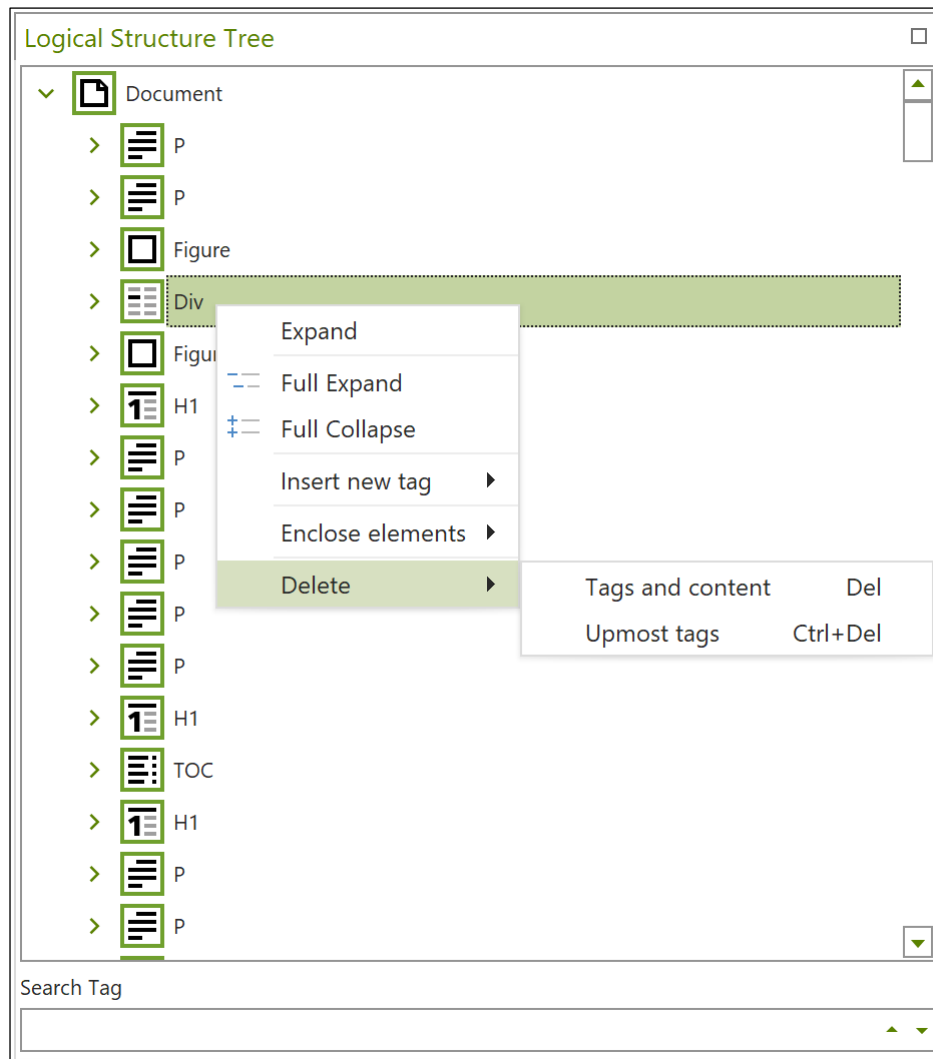 Logical Structure Tree
Document
P
P
Figure
Div
Expand
Figur
Full Expand
H1
Full Collapse
P
Insert new tag
P
Enclose elements
P
Delete
Tags and content Del
P
Upmost tags Ctrl+Del
P
H1
TOC
H1
P
P
Search Tag